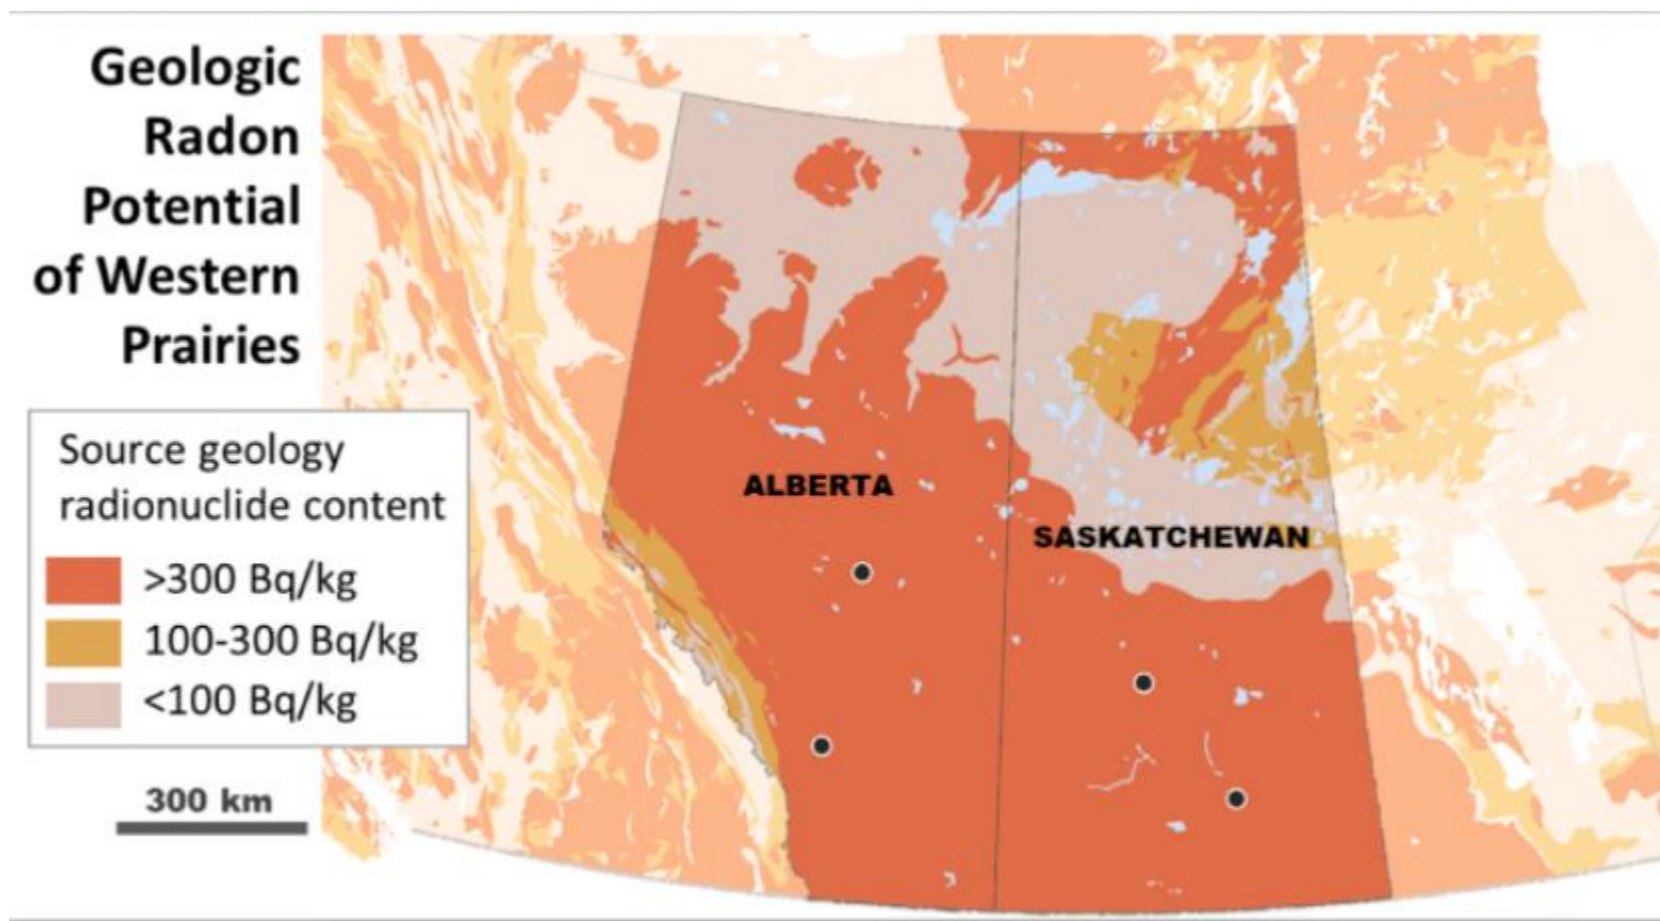 Geologic
Radon
Potential
of Western
Prairies
Source geology
radionuclide content
>300 Bq/kg
100-300 Bq/kg
<100 Bq/kg
300 km
ALBERTA
SASKATCHEWAN